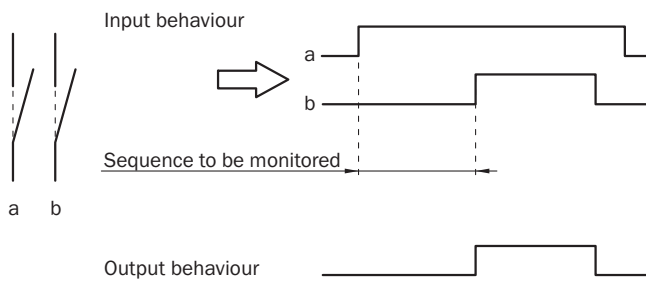 Input behaviour
a
b
Sequence to be monitored
a b
Output behaviour